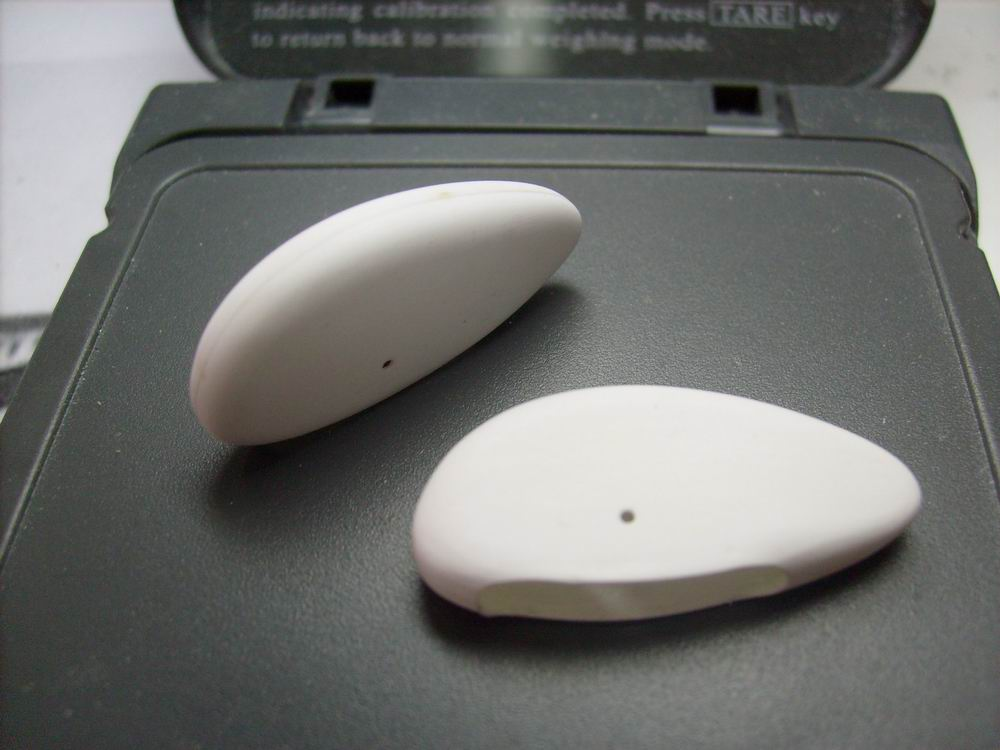 indicating calibration completed. Press TARE key
to return back to normal weighing mode.